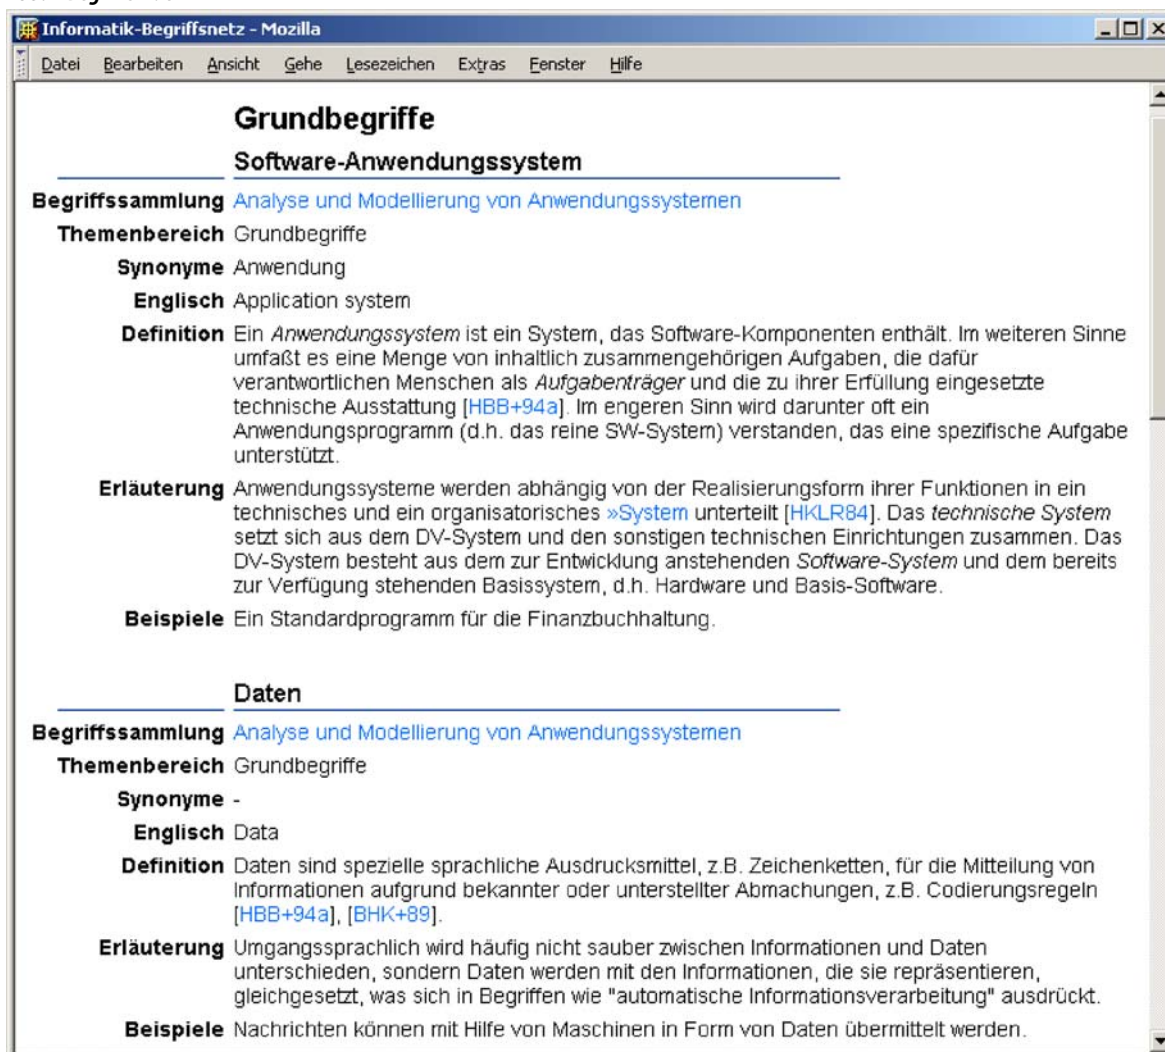 Informatik-Begriffsnetz - Mozilla
Datei Bearbeiten Ansicht Gehe Lesezeichen Extras Fenster Hilfe
Grundbegriffe
Software-Anwendungssystem
Begriffssammlung Analyse und Modellierung von Anwendungssystemen
Themenbereich Grundbegriffe
Synonyme Anwendung
Englisch Application system
Definition Ein Anwendungssystem ist ein System, das Software-Komponenten enthält. Im weiteren Sinne
umfaßt es eine Menge von inhaltlich zusammengehörigen Aufgaben, die dafür
verantwortlichen Menschen als Aufgabenträger und die zu ihrer Erfüllung eingesetzte
technische Ausstattung [HBB+94a]. Im engeren Sinn wird darunter oft ein
Anwendungsprogramm (d.h. das reine SW-System) verstanden, das eine spezifische Aufgabe
unterstützt.
Erläuterung Anwendungssysteme werden abhängig von der Realisierungsform ihrer Funktionen in ein
technisches und ein organisatorisches »System unterteilt [HKLR84]. Das technische System
setzt sich aus dem DV-System und den sonstigen technischen Einrichtungen zusammen. Das
DV-System besteht aus dem zur Entwicklung anstehenden Software-System und dem bereits
zur Verfügung stehenden Basissystem, d.h. Hardware und Basis-Software.
Beispiele Ein Standardprogramm für die Finanzbuchhaltung.
Daten
Begriffssammlung Analyse und Modellierung von Anwendungssystemen
Themenbereich Grundbegriffe
Synonyme -
Englisch Data
Definition Daten sind spezielle sprachliche Ausdrucksmittel, z.B. Zeichenketten, für die Mitteilung von
Informationen aufgrund bekannter oder unterstellter Abmachungen, z.B. Codierungsregeln
[HBB+94a], [BHK+89].
Erläuterung Umgangssprachlich wird häufig nicht sauber zwischen Informationen und Daten
unterschieden, sondern Daten werden mit den Informationen, die sie repräsentieren,
gleichgesetzt, was sich in Begriffen wie "automatische Informationsverarbeitung" ausdrückt.
Beispiele Nachrichten können mit Hilfe von Maschinen in Form von Daten übermittelt werden.